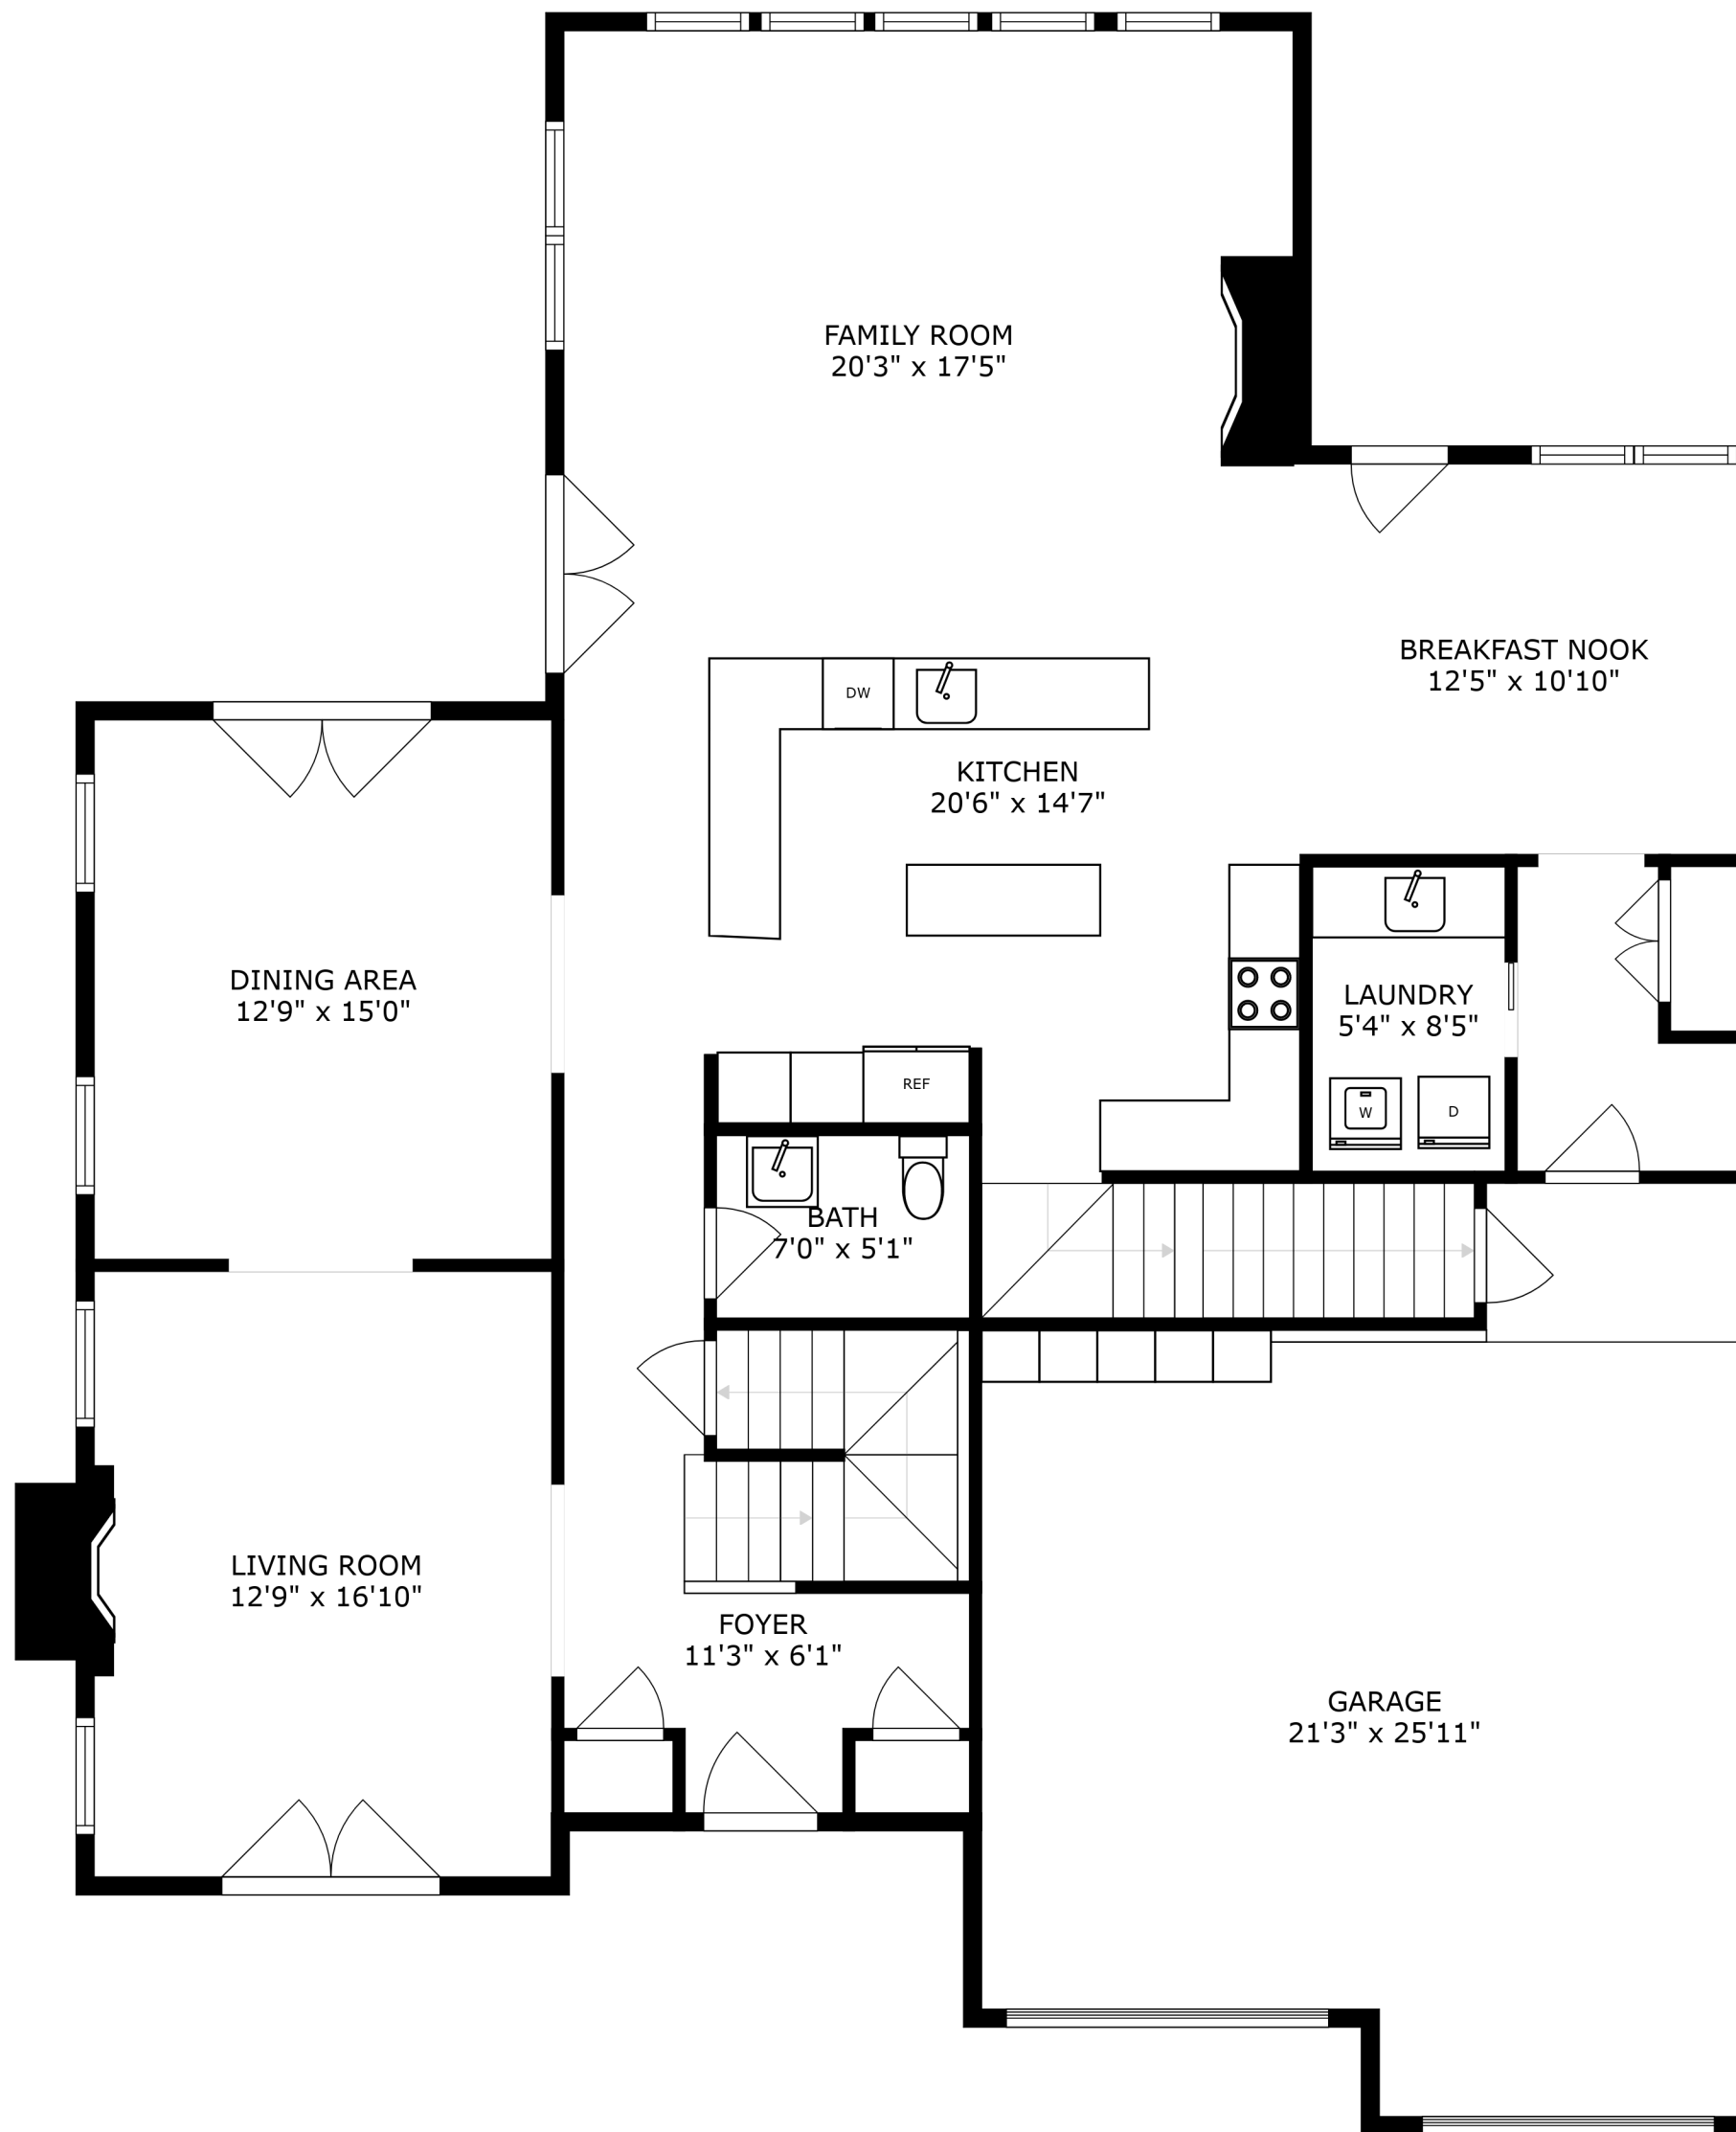 FAMILY ROOM
20'3" x 17'5"
BREAKFAST NOOK
12'5" x 10'10"
DW
KITCHEN
20'6" x 14'7"
DINING AREA
12'9" x 15'0"
LAUNDRY
5'4" x 8'5"
REF
W
D
BATH
7'0" x 5'1"
LIVING ROOM
12'9" x 16'10"
FOYER
11'3" x 6'1"
GARAGE
21'3" x 25'11"